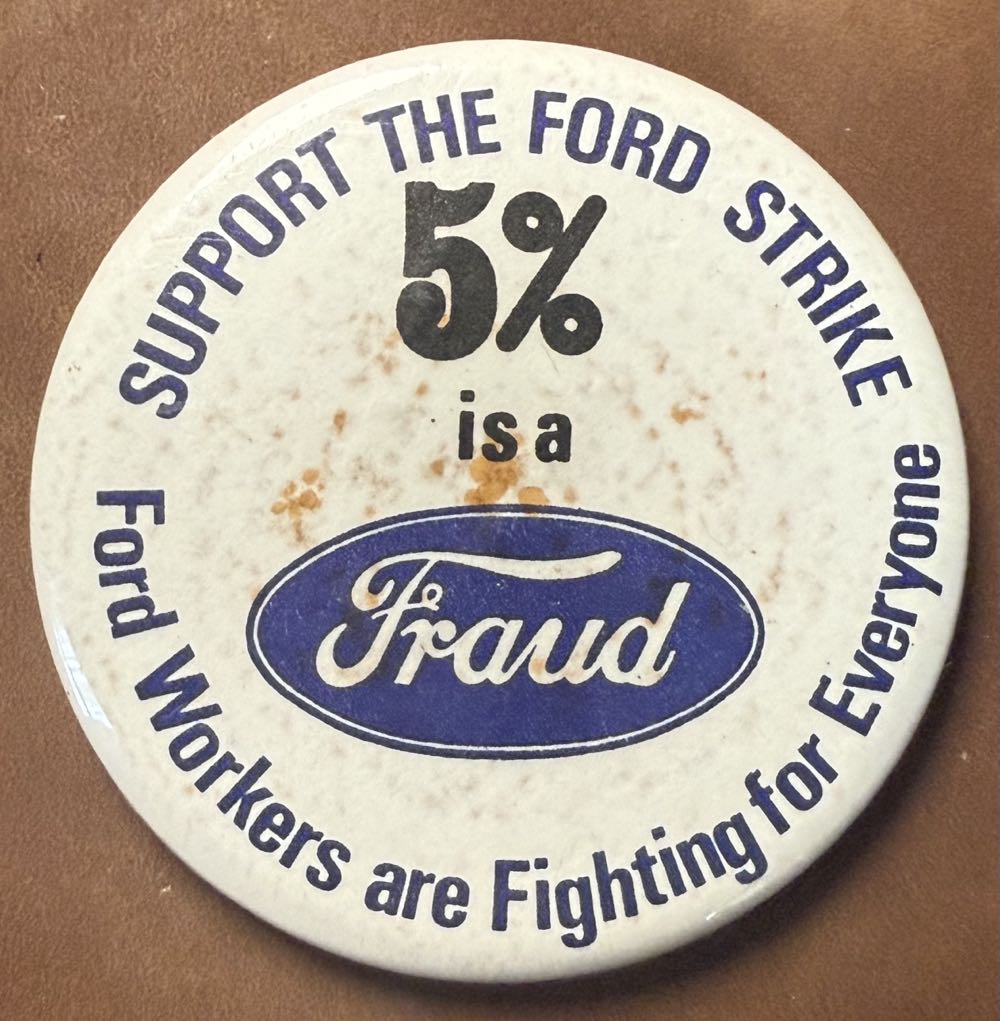 SUPPORT THE FORD STRIKE
5%
is a
Fraud
Ford Workers are Fighting for Everyone